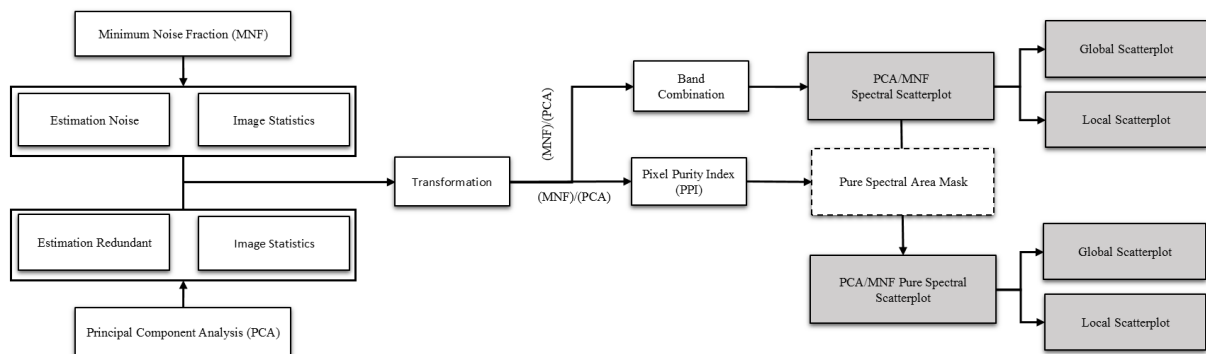 Minimum Noise Fraction (MNF)
Estimation Noise
Image Statistics
Estimation Redundant
Image Statistics
Principal Component Analysis (PCA)
Transformation
(MNF)/(PCA)
(MNF)/(PCA)
Band
Combination
Pixel Purity Index
(PPI)
PCA/MNF
Spectral Scatterplot
Pure Spectral Area Mask
PCA/MNF Pure Spectral
Scatterplot
Global Scatterplot
Local Scatterplot
Global Scatterplot
Local Scatterplot